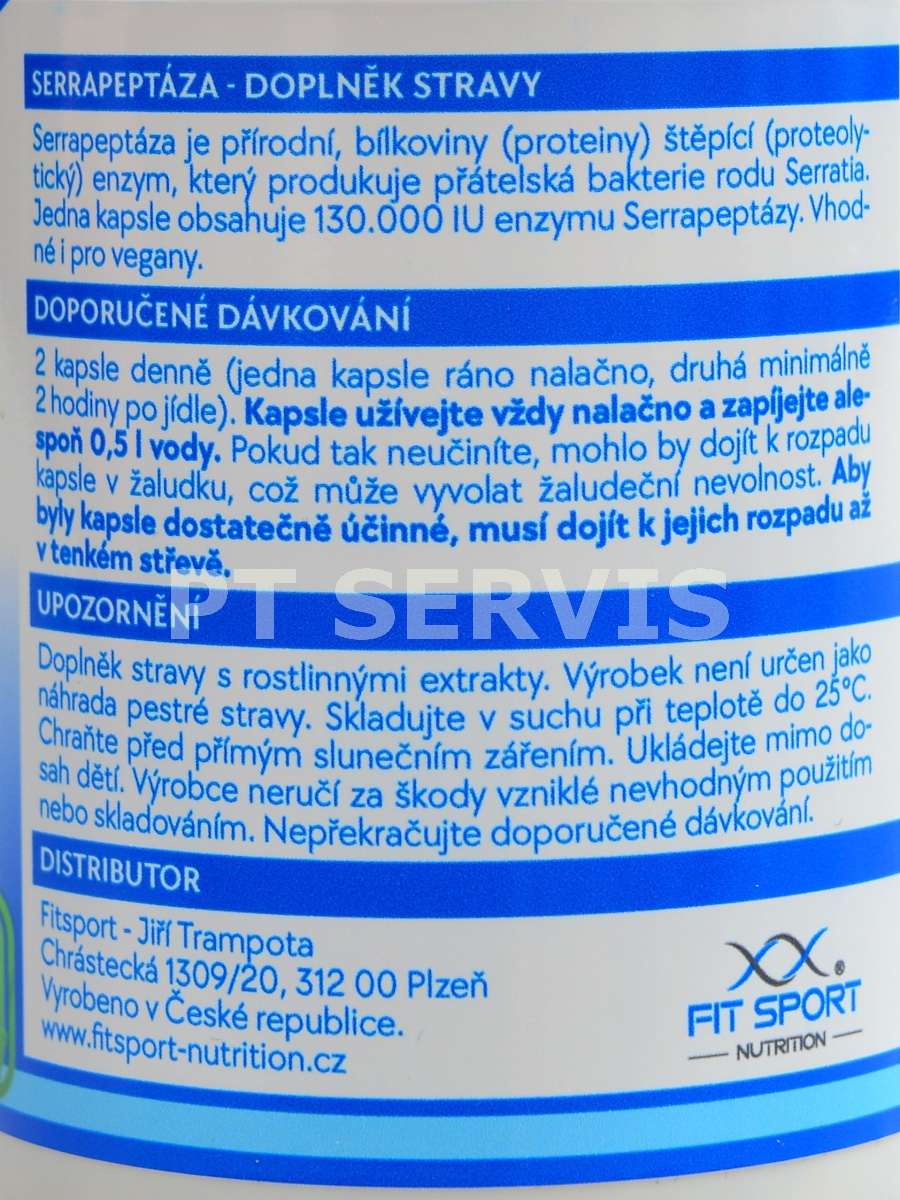 SERRAPEPTÁZA - DOPLNĚK STRAVY
Serrapeptáza je přírodní, bílkoviny (proteiny) štěpící (proteoly-
tický) enzym, který produkuje přátelská bakterie rodu Serratia.
Jedna kapsle obsahuje 130.000 IU enzymu Serrapeptázy. Vhod-
né i pro vegany.
DOPORUČENÉ DÁVKOVÁNÍ
2 kapsle denně (jedna kapsle ráno nalačno, druhá minimálně
2 hodiny po jídle). Kapsle užívejte vždy nalačno a zapíjejte ale-
spoň 0,5 l vody. Pokud tak neučiníte, mohlo by dojít k rozpadu
kapsle v žaludku, což může vyvolat žaludeční nevolnost. Aby
byly kapsle dostatečně účinné, musí dojít k jejich rozpadu až
v tenkém střevě.
PT SERVIS
UPOZORNĚNÍ
Doplněk stravy s rostlinnými extrakty. Výrobek není určen jako
náhrada pestré stravy. Skladujte v suchu při teplotě do 25°C.
Chraňte před přímým slunečním zářením. Ukládejte mimo do-
sah dětí. Výrobce neručí za škody vzniklé nevhodným použitím
nebo skladováním. Nepřekračujte doporučené dávkování.
DISTRIBUTOR
Fitsport - Jiří Trampota
Chrástecká 1309/20, 312 00 Plzeň
Vyrobeno v České republice.
www.fitsport-nutrition.cz
®
FIT SPORT
NUTRITION